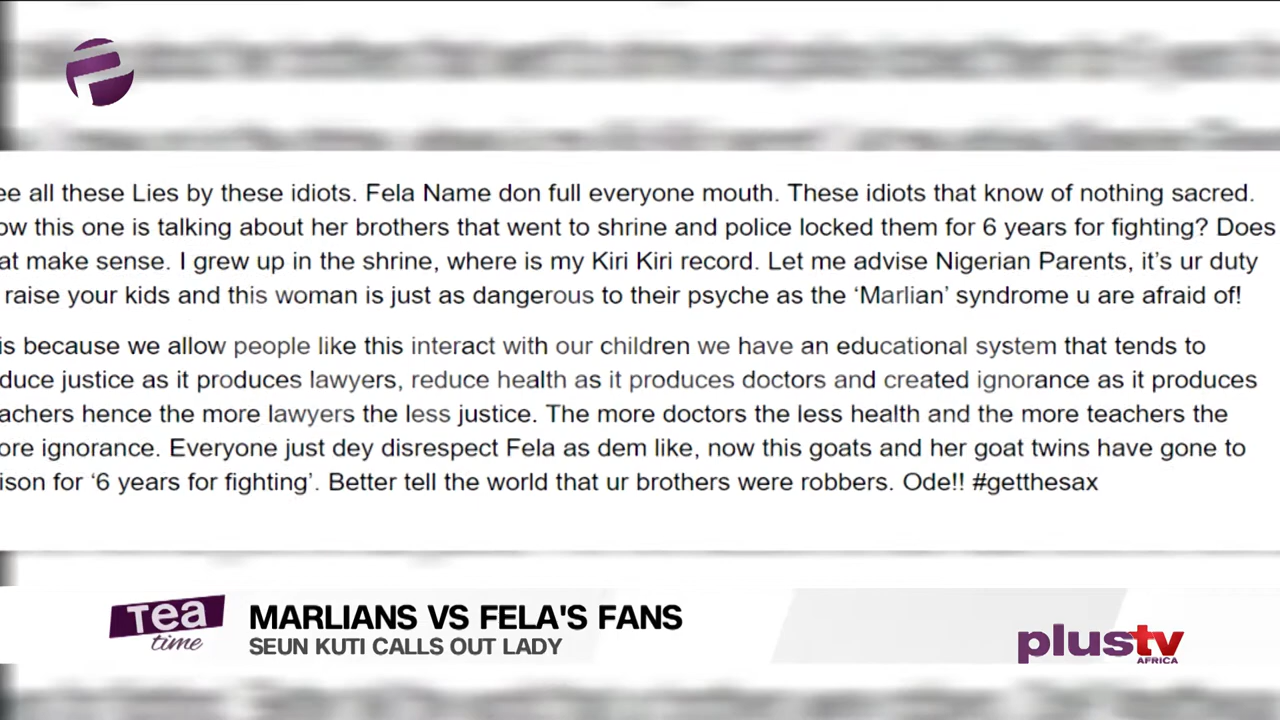 ee all these Lies by these idiots. Fela Name don full everyone mouth. These idiots that know of nothing sacred.
ow this one is talking about her brothers that went to shrine and police locked them for 6 years for fighting? Does
at make sense. I grew up in the shrine, where is my Kiri Kiri record. Let me advise Nigerian Parents, it's ur duty
raise your kids and this woman is just as dangerous to their psyche as the ‘Marlian’ syndrome u are afraid of!
is because we allow people like this interact with our children we have an educational system that tends to
duce justice as it produces lawyers, reduce health as it produces doctors and created ignorance as it produces
achers hence the more lawyers the less justice. The more doctors the less health and the more teachers the
ore ignorance. Everyone just dey disrespect Fela as dem like, now this goats and her goat twins have gone to
ison for ‘6 years for fighting’. Better tell the world that ur brothers were robbers. Ode!! #getthesax
Tea
time
MARLIANS VS FELA'S FANS
SEUN KUTI CALLS OUT LADY
plustv
AFRICA